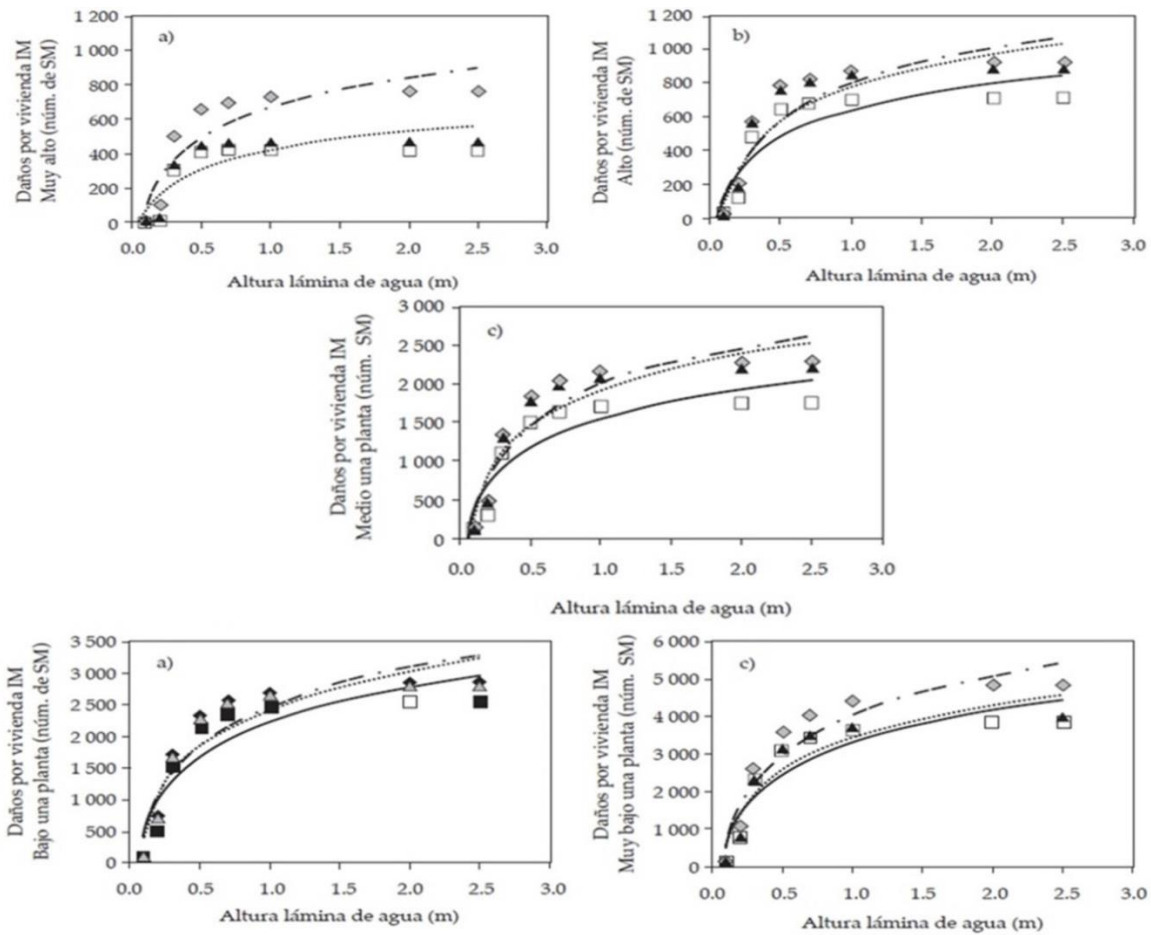 a)
Daños por vivienda IM
Muy alto (núm. de SM)
1 200
1 000
800
600
400
200
0
0.0 0.5 1.0 1.5 2.0 2.5 3.0
Altura lámina de agua (m)
b)
Daños por vivienda IM
Alto (núm. de SM)
1 200
1 000
800
600
400
200
0
0.0 0.5 1.0 1.5 2.0 2.5 3.0
Altura lámina de agua (m)
c)
Daños por vivienda IM
Medio una planta (núm. SM)
3 000
2 500
2 000
1 500
1 000
500
0
0.0 0.5 1.0 1.5 2.0 2.5 3.0
Altura lámina de agua (m)
a)
Daños por vivienda IM
Bajo una planta (núm. de SM)
3 500
3 000
2 500
2 000
1 500
1 000
500
0
0.0 0.5 1.0 1.5 2.0 2.5 3.0
Altura lámina de agua (m)
c)
Daños por vivienda IM
Muy bajo una planta (núm. SM)
6 000
5 000
4 000
3 000
2 000
1 000
0
0.0 0.5 1.0 1.5 2.0 2.5 3.0
Altura lámina de agua (m)